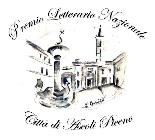 Premio Letterario Nazionale
Città di Ascoli Piceno